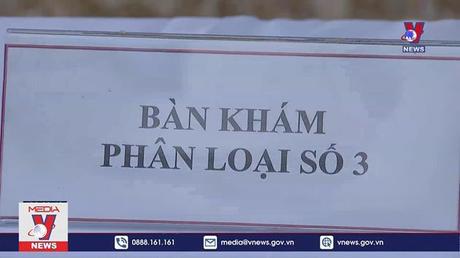 V
NEWS
BÀN KHÁM
PHÂN LOẠI SỐ 3
MEDIA
V
NEWS
0888.161.161
media@vnews.gov.vn
vnews.gov.vn